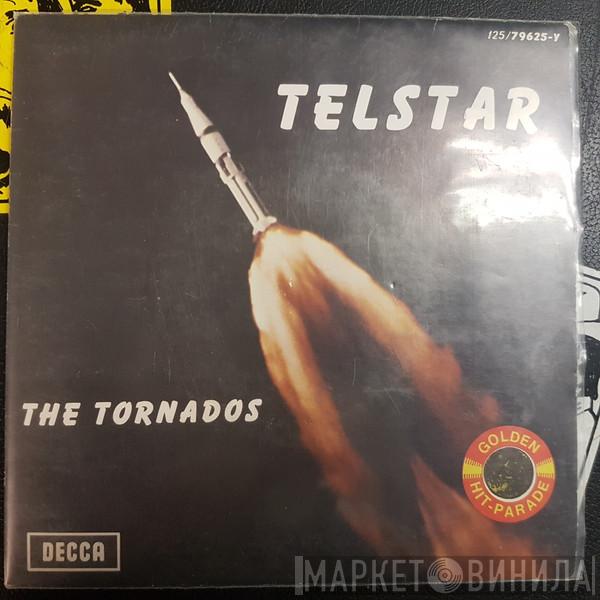 125/79625-Y
TELSTAR
THE TORNADOS
GOLDEN
HIT-PARADE
DECCA
МАРКЕТ ВИНИЛА